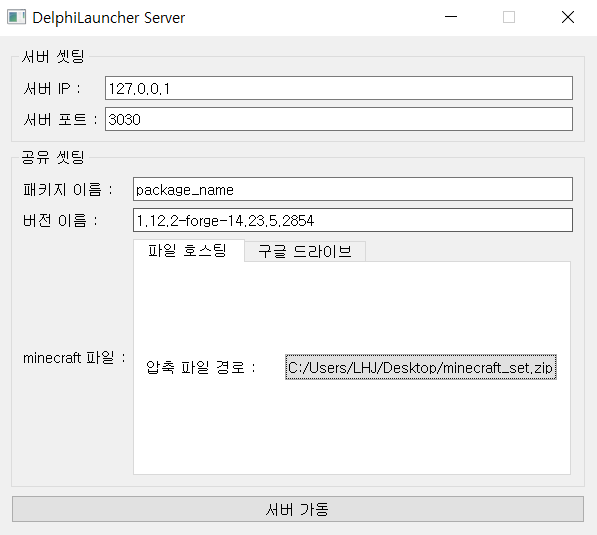 DelphiLauncher Server
서버 셋팅
서버 IP : 127.0.0.1
서버 포트 : 3030
공유 셋팅
패키지 이름 : package_name
버전 이름 : 1.12.2-forge-14.23.5.2854
파일 호스팅 구글 드라이브
minecraft 파일 :
압축 파일 경로 : C:/Users/LHJ/Desktop/minecraft_set.zip
서버 가동